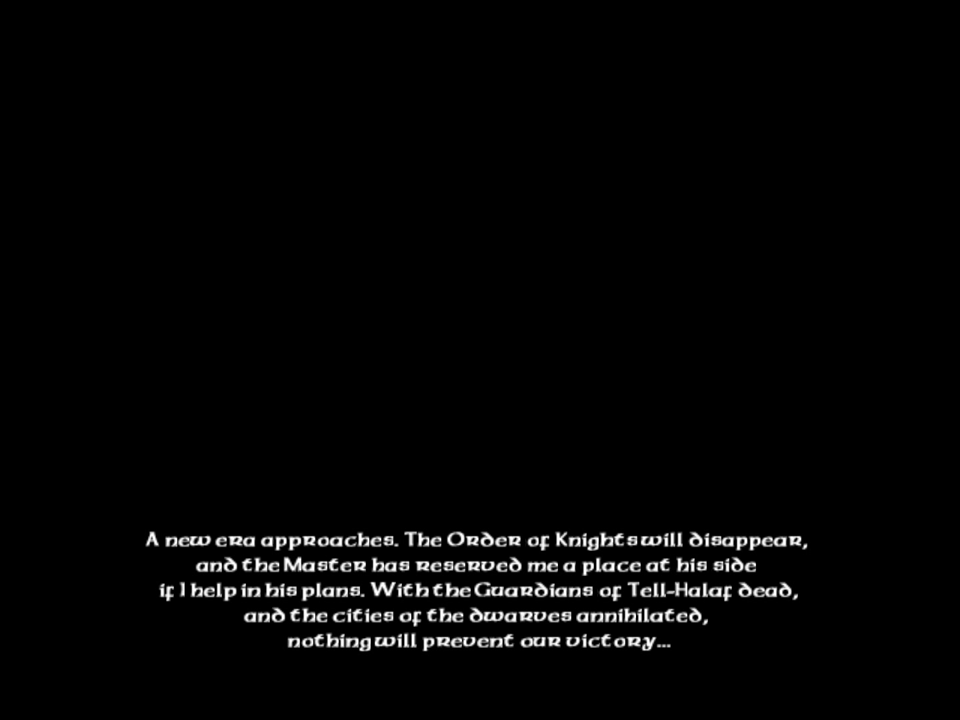 A new era approaches. The Order of Knights will disappear,
and the Master has reserved me a place at his side
if I help in his plans. With the Guardians of Tell-Halaf dead,
and the cities of the dwarves annihilated,
nothing will prevent our victory...